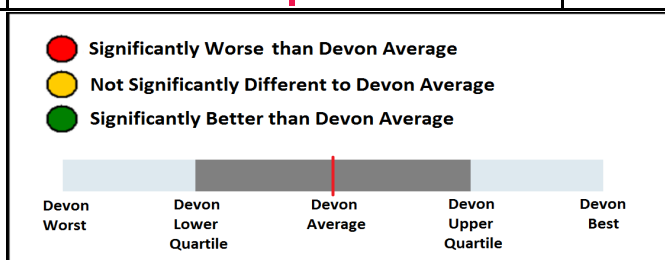 Significantly Worse than Devon Average
Not Significantly Different to Devon Average
Significantly Better than Devon Average
Devon Worst
Devon Lower Quartile
Devon Average
Devon Upper Quartile
Devon Best